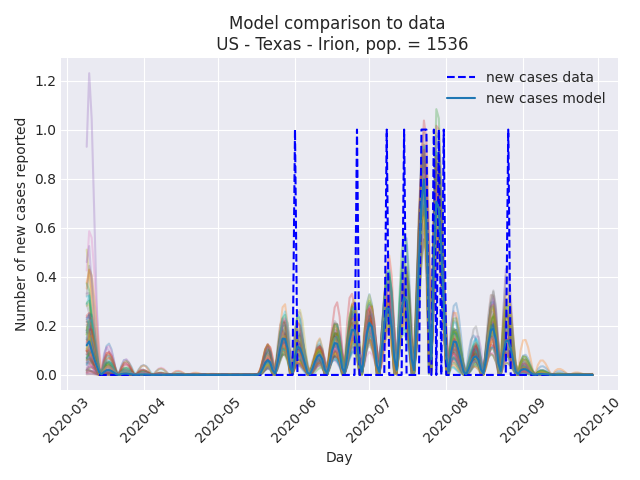 Model comparison to data
US - Texas - Irion, pop. = 1536
new cases data
new cases model
Number of new cases reported
1.2
1.0
0.8
0.6
0.4
0.2
0.0
2020-03
2020-04
2020-05
2020-06
2020-07
2020-08
2020-09
2020-10
Day